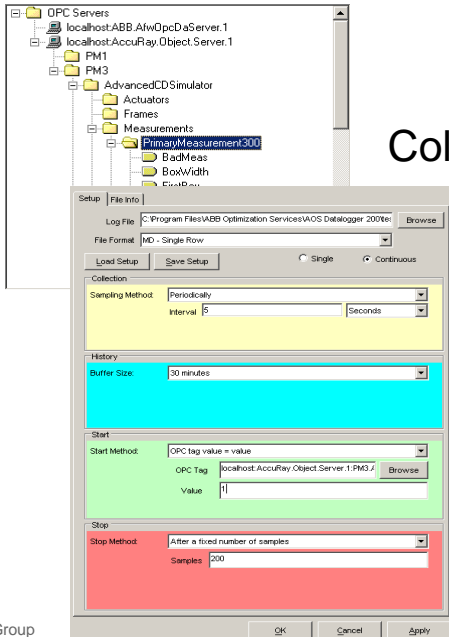 OPC Servers
localhost:ABB.AfwOpcDaServer.1
localhost:AccuRay.Object.Server.1
PM1
PM3
AdvancedCDSimulator
Actuators
Frames
Measurements
PrimaryMeasurement300
BadMeas
BoxWidth
FirstBox
Col
Setup File Info
Log File C:\Program Files\ABB Optimization Services\AOS Datalogger 200\tes Browse
File Format MD - Single Row
Load Setup Save Setup Single Continuous
Collection
Sampling Method: Periodically
Interval 5 Seconds
History
Buffer Size: 30 minutes
Start
Start Method: OPC tag value = value
OPC Tag localhost:AccuRay.Object.Server.1:PM3.A Browse
Value 1
Stop
Stop Method: After a fixed number of samples
Samples 200
Group
OK Cancel Apply